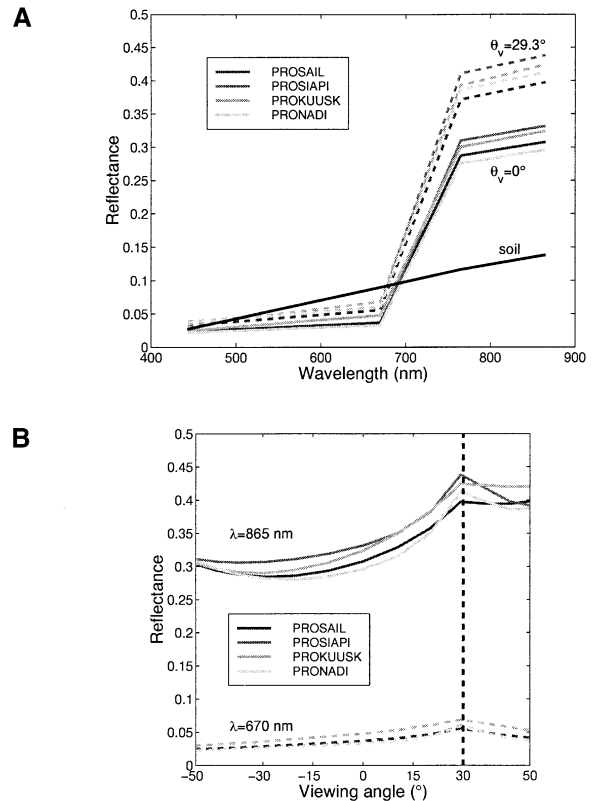 A
0.5
0.45
0.4
0.35
0.3
0.25
0.2
0.15
0.1
0.05
0
Reflectance
PROSAIL
PROSIAPI
PROKUUSK
PRONADI
θv=29.3°
θv=0°
soil
400 500 600 700 800 900
Wavelength (nm)
B
0.5
0.45
0.4
0.35
0.3
0.25
0.2
0.15
0.1
0.05
0
Reflectance
λ=865 nm
PROSAIL
PROSIAPI
PROKUUSK
PRONADI
λ=670 nm
−50 −30 −15 0 15 30 50
Viewing angle (°)